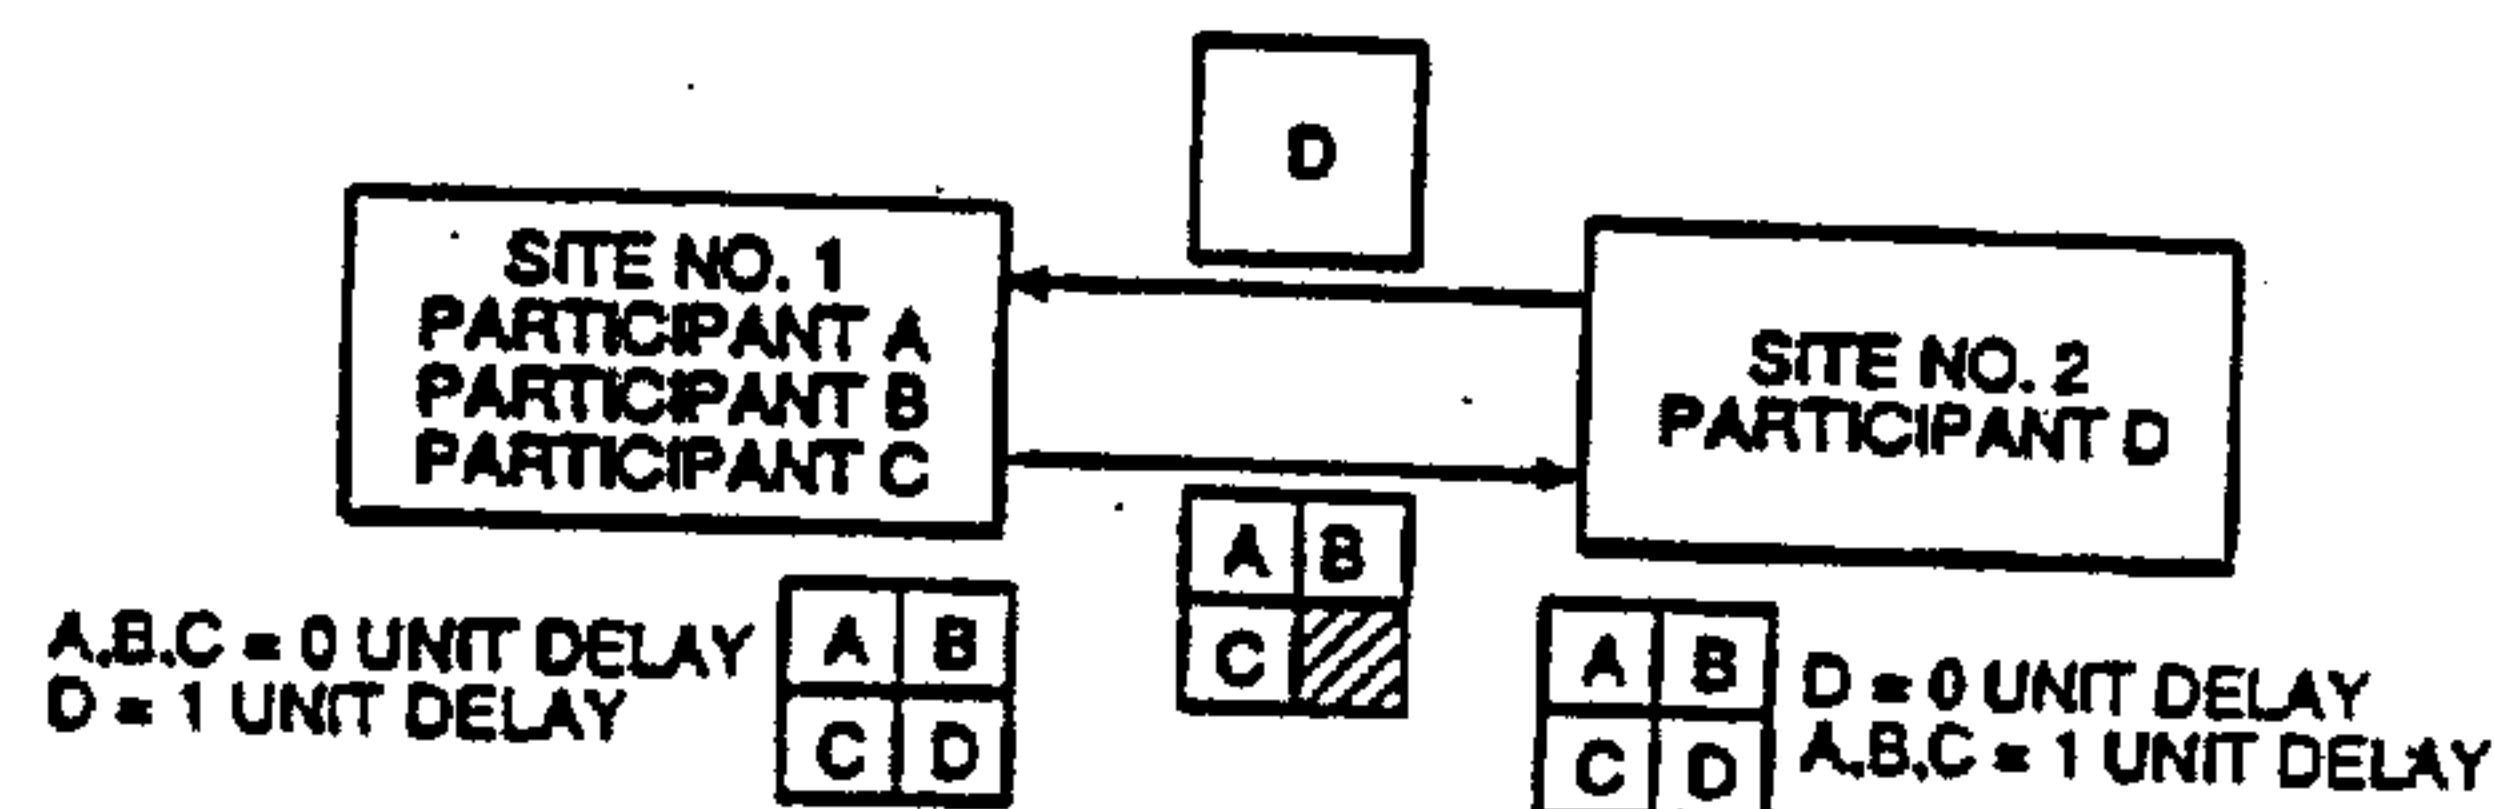 D
SITE NO. 1
PARTICIPANT A
PARTICIPANT B
PARTICIPANT C
SITE NO. 2
PARTICIPANT D
A B
C
A,B,C = 0 UNIT DELAY
D = 1 UNIT DELAY
A B
C D
A B
C D
D = 0 UNIT DELAY
A,B,C = 1 UNIT DELAY